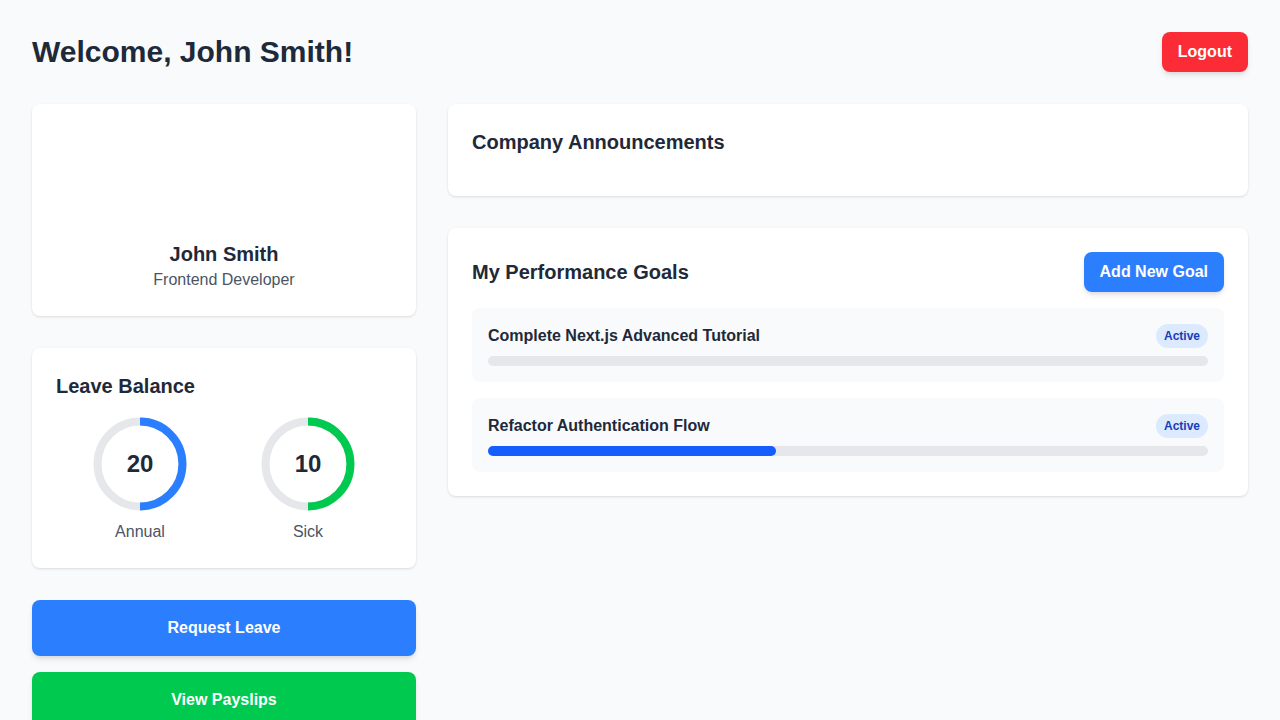 Welcome, John Smith!
Logout
John Smith
Frontend Developer
Leave Balance
20
10
Annual
Sick
Request Leave
View Payslips
Company Announcements
My Performance Goals
Add New Goal
Complete Next.js Advanced Tutorial
Active
Refactor Authentication Flow
Active